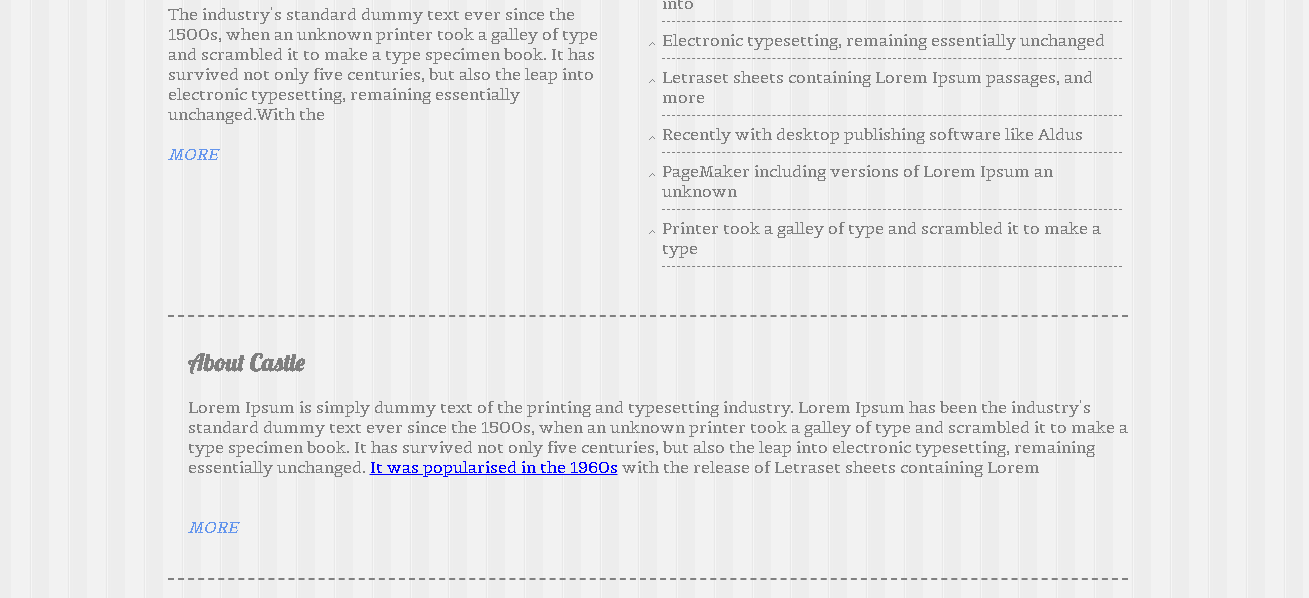 The industry's standard dummy text ever since the
1500s, when an unknown printer took a galley of type
and scrambled it to make a type specimen book. It has
survived not only five centuries, but also the leap into
electronic typesetting, remaining essentially
unchanged.With the
MORE
into
Electronic typesetting, remaining essentially unchanged
Letraset sheets containing Lorem Ipsum passages, and
more
Recently with desktop publishing software like Aldus
PageMaker including versions of Lorem Ipsum an
unknown
Printer took a galley of type and scrambled it to make a
type
About Castle
Lorem Ipsum is simply dummy text of the printing and typesetting industry. Lorem Ipsum has been the industry's
standard dummy text ever since the 1500s, when an unknown printer took a galley of type and scrambled it to make a
type specimen book. It has survived not only five centuries, but also the leap into electronic typesetting, remaining
essentially unchanged. It was popularised in the 1960s with the release of Letraset sheets containing Lorem
MORE